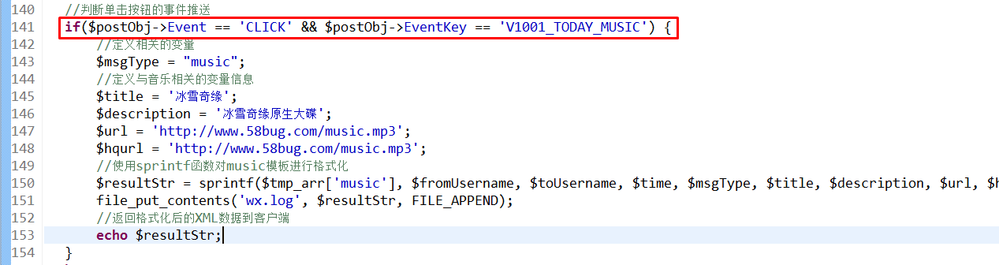 140 //判断单击按钮的事件推送
141 if($postObj->Event == 'CLICK' && $postObj->EventKey == 'V1001_TODAY_MUSIC') {
142 //定义相关的变量
143 $msgType = "music";
144 //定义与音乐相关的变量信息
145 $title = '冰雪奇缘';
146 $description = '冰雪奇缘原生大碟';
147 $url = 'http://www.58bug.com/music.mp3';
148 $hqurl = 'http://www.58bug.com/music.mp3';
149 //使用sprintf函数对music模板进行格式化
150 $resultStr = sprintf($tmp_arr['music'], $fromUsername, $toUsername, $time, $msgType, $title, $description, $url, $h
151 file_put_contents('wx.log', $resultStr, FILE_APPEND);
152 //返回格式化后的XML数据到客户端
153 echo $resultStr;
154 }